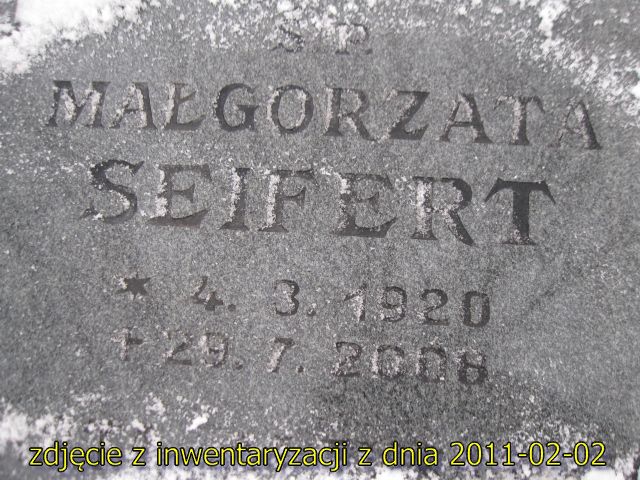 Ś.P.
MAŁGORZATA
SEIFERT
* 4. 3. 1920
+ 29. 7. 2008
zdjęcie z inwentaryzacji z dnia 2011-02-02